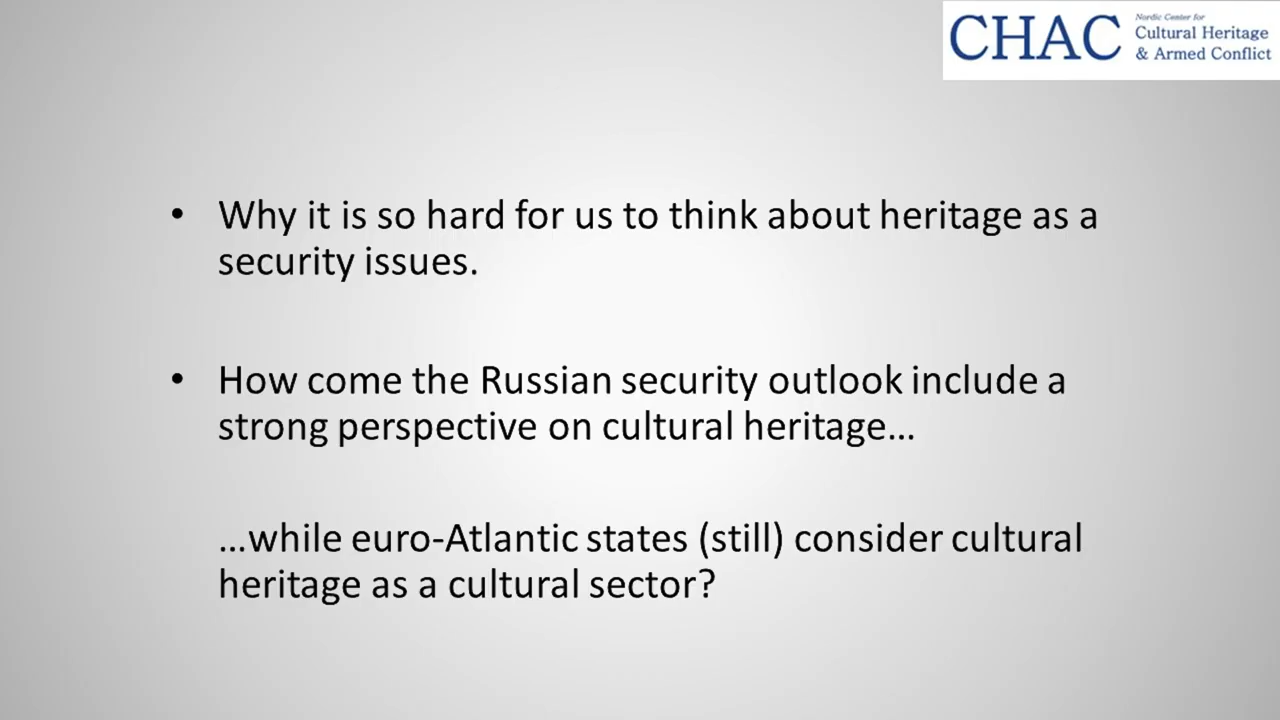 CHAC
Nordic Center for
Cultural Heritage
& Armed Conflict
• Why it is so hard for us to think about heritage as a
security issues.
• How come the Russian security outlook include a
strong perspective on cultural heritage…
…while euro-Atlantic states (still) consider cultural
heritage as a cultural sector?